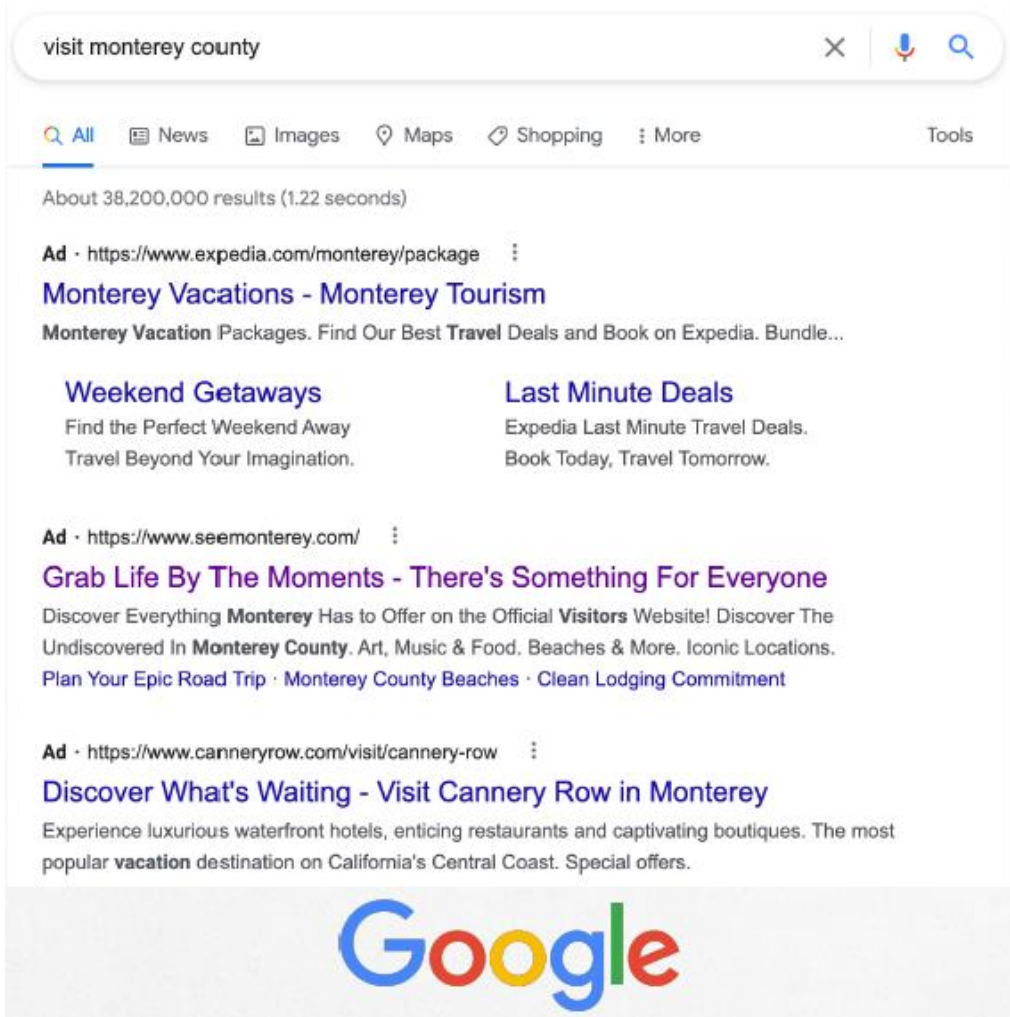 visit monterey county
All News Images Maps Shopping More Tools
About 38,200,000 results (1.22 seconds)
Ad · https://www.expedia.com/monterey/package
Monterey Vacations - Monterey Tourism
Monterey Vacation Packages. Find Our Best Travel Deals and Book on Expedia. Bundle...
Weekend Getaways
Find the Perfect Weekend Away
Travel Beyond Your Imagination.
Last Minute Deals
Expedia Last Minute Travel Deals.
Book Today, Travel Tomorrow.
Ad · https://www.seemonterey.com/
Grab Life By The Moments - There's Something For Everyone
Discover Everything Monterey Has to Offer on the Official Visitors Website! Discover The
Undiscovered In Monterey County. Art, Music & Food. Beaches & More. Iconic Locations.
Plan Your Epic Road Trip · Monterey County Beaches · Clean Lodging Commitment
Ad · https://www.canneryrow.com/visit/cannery-row
Discover What's Waiting - Visit Cannery Row in Monterey
Experience luxurious waterfront hotels, enticing restaurants and captivating boutiques. The most
popular vacation destination on California's Central Coast. Special offers.
Google